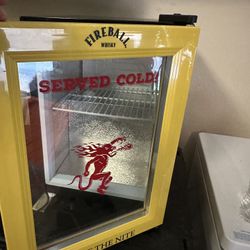 FIREBALL
WHISKY
SERVED COLD!
THE NITE